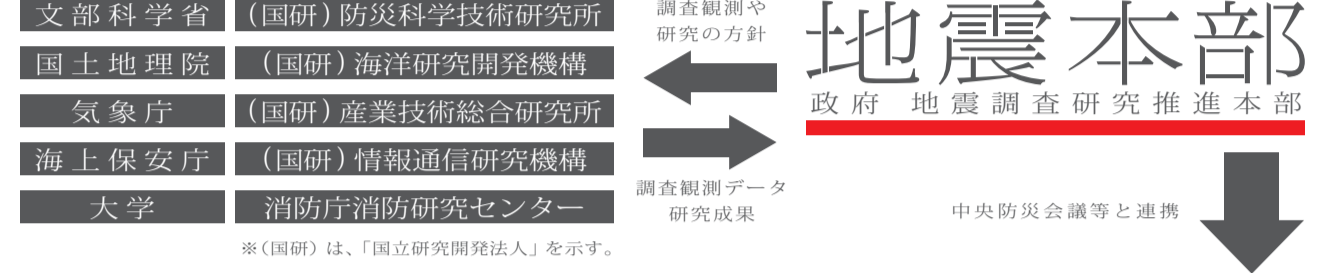 文部科学省
(国研)防災科学技術研究所
国土地理院
(国研)海洋研究開発機構
気象庁
(国研)産業技術総合研究所
海上保安庁
(国研)情報通信研究機構
大学
消防庁消防研究センター
※(国研)は、「国立研究開発法人」を示す。
調査観測や
研究の方針
調査観測データ
研究成果
地震本部
政府 地震調査研究推進本部
中央防災会議等と連携